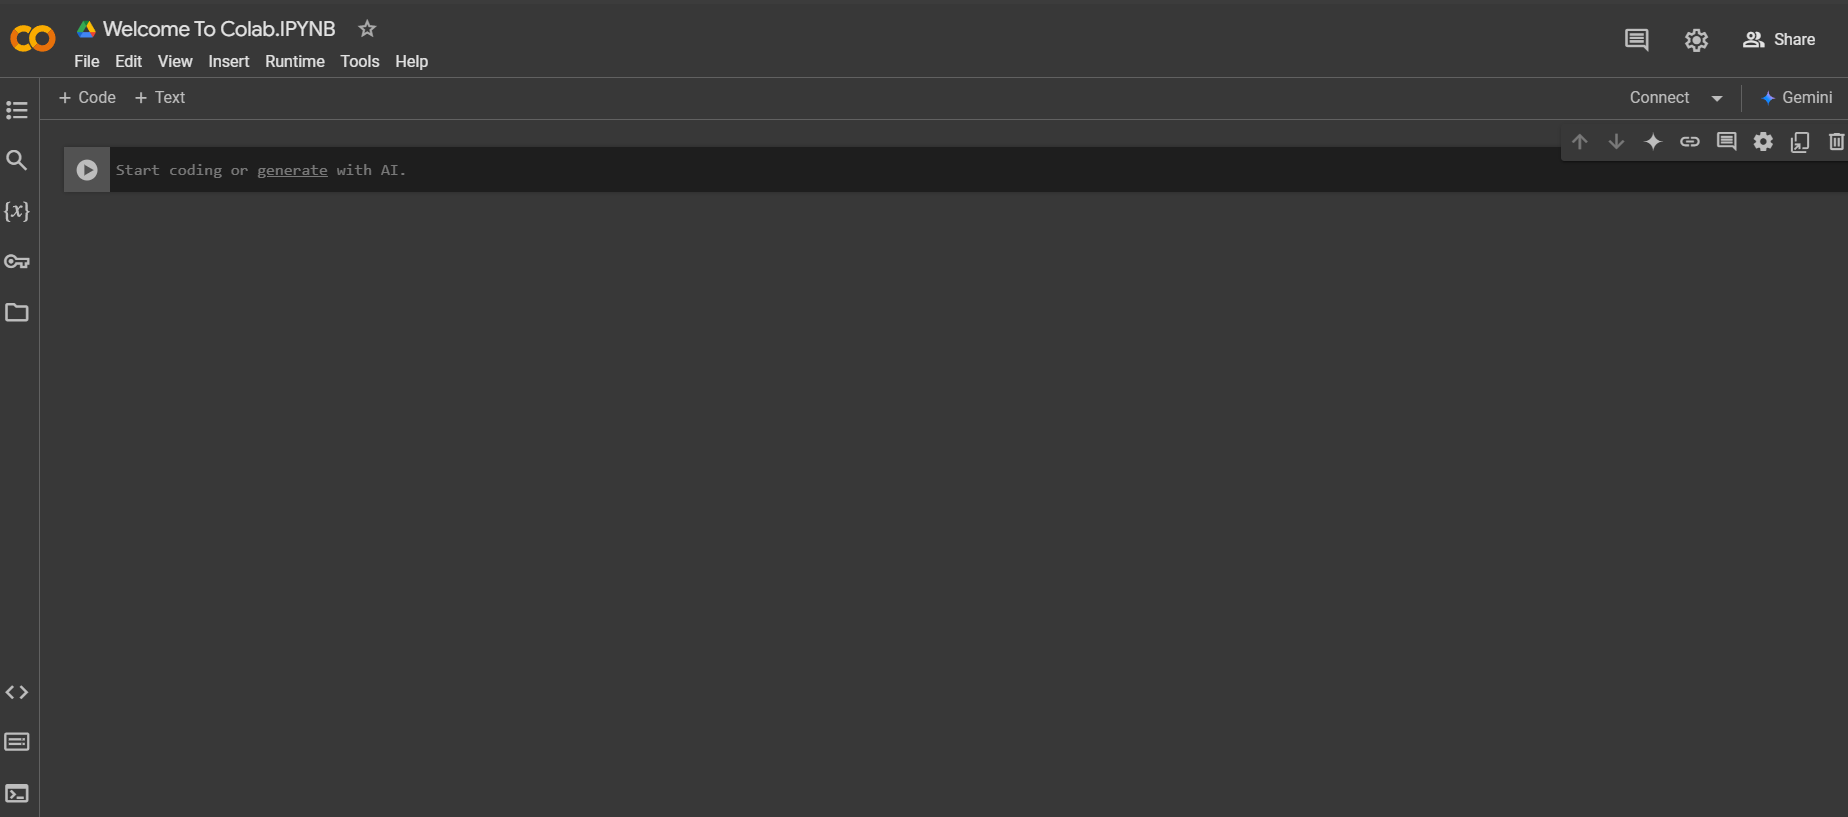 Welcome To Colab.IPYNB
File Edit View Insert Runtime Tools Help
Share
+ Code + Text
Connect
Gemini
Start coding or generate with AI.
{x}